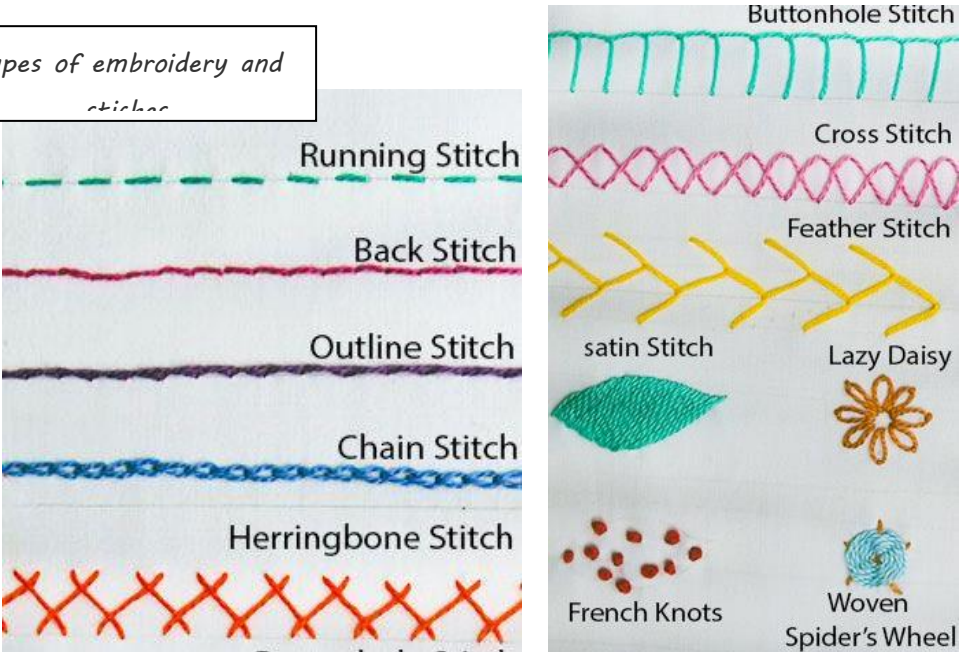 of embroidery and
Running Stitch
Back Stitch
Outline Stitch
Chain Stitch
Herringbone Stitch
Buttonhole Stitch
Cross Stitch
Feather Stitch
satin Stitch
Lazy Daisy
French Knots
Woven
Spider's Wheel